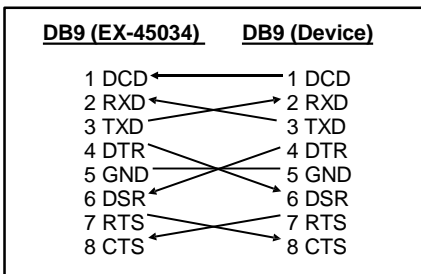 DB9 (EX-45034) DB9 (Device)
1 DCD 1 DCD
2 RXD 2 RXD
3 TXD 3 TXD
4 DTR 4 DTR
5 GND 5 GND
6 DSR 6 DSR
7 RTS 7 RTS
8 CTS 8 CTS